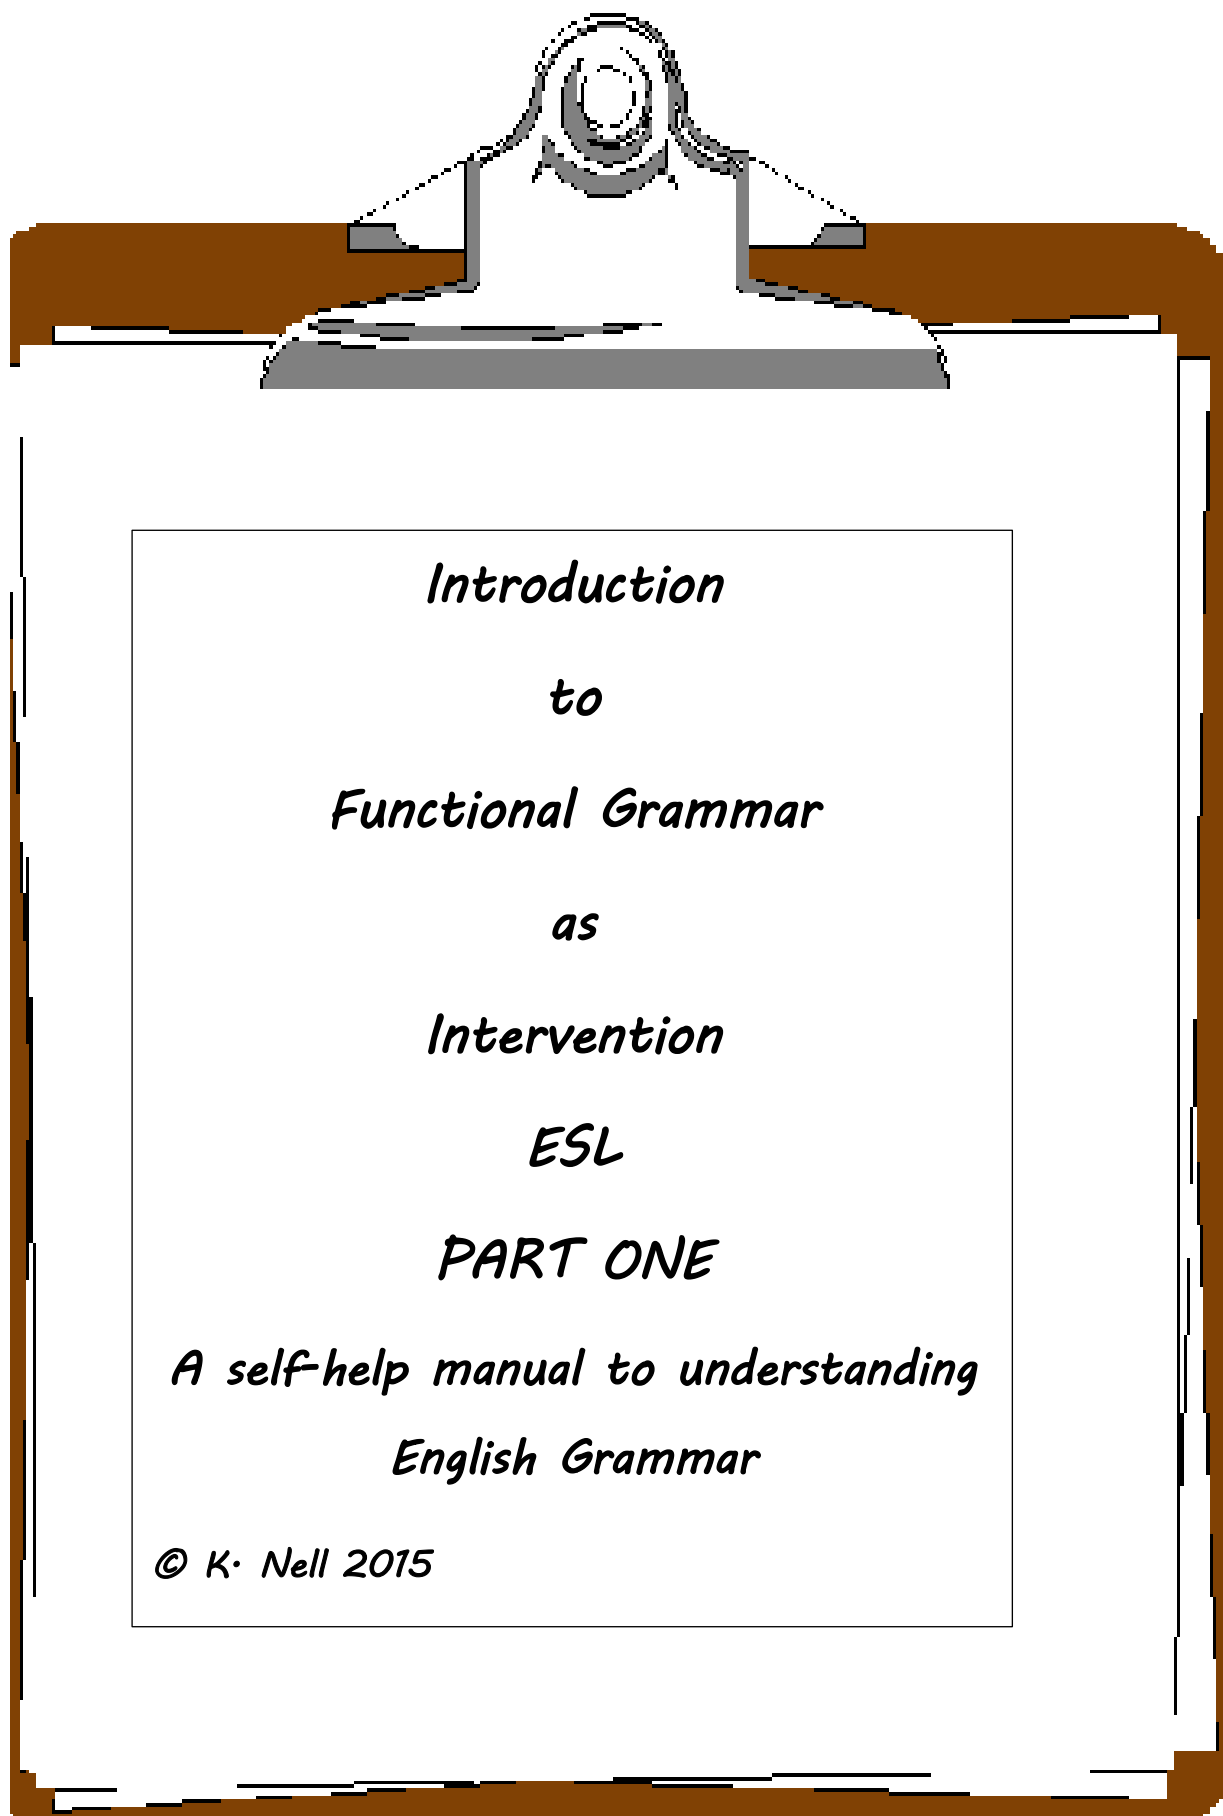 Introduction
to
Functional Grammar
as
Intervention
ESL
PART ONE
A self-help manual to understanding
English Grammar
© K. Nell 2015